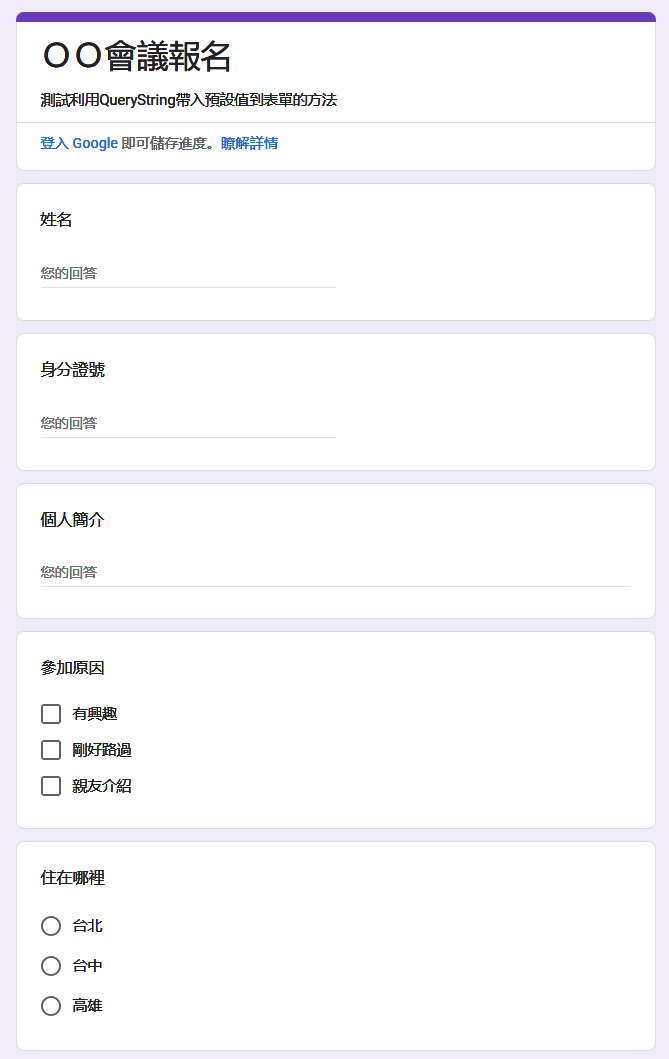 ○○會議報名
測試利用QueryString帶入預設值到表單的方法
登入 Google 即可儲存進度。瞭解詳情
姓名
您的回答
身分證號
您的回答
個人簡介
您的回答
參加原因
有興趣
剛好路過
親友介紹
住在哪裡
台北
台中
高雄